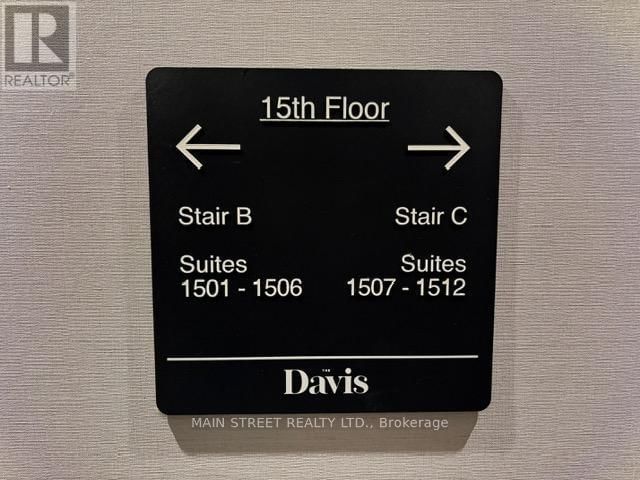 REALTOR®
15th Floor
← →
Stair B Stair C
Suites Suites
1501 - 1506 1507 - 1512
THE
Davis
MAIN STREET REALTY LTD., Brokerage